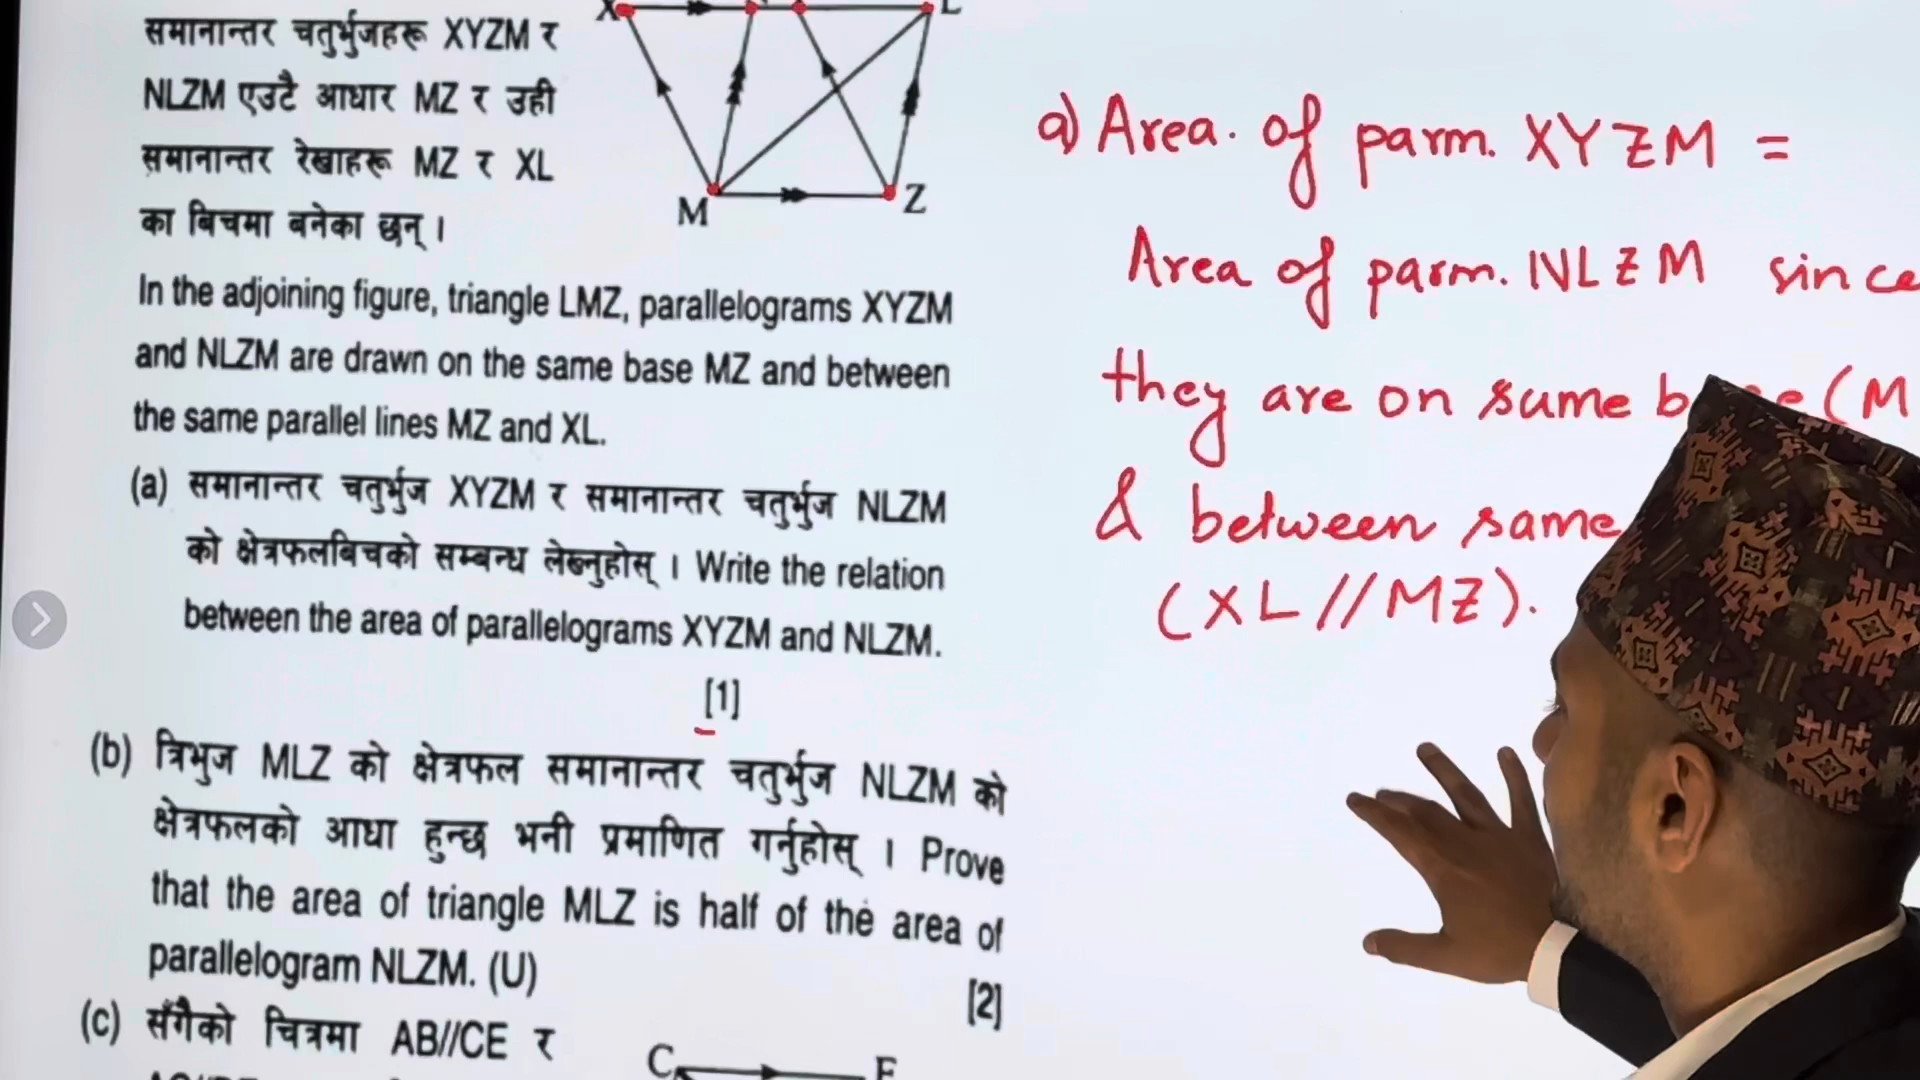 X
L
समानान्तर चतुर्भुजहरू XYZM र
NLZM एउटै आधार MZ र उही
समानान्तर रेखाहरू MZ र XL
का बिचमा बनेका छन् ।
M
Z
In the adjoining figure, triangle LMZ, parallelograms XYZM
and NLZM are drawn on the same base MZ and between
the same parallel lines MZ and XL.
(a) समानान्तर चतुर्भुज XYZM र समानान्तर चतुर्भुज NLZM
को क्षेत्रफलबिचको सम्बन्ध लेख्नुहोस् । Write the relation
between the area of parallelograms XYZM and NLZM.
[1]
(b) त्रिभुज MLZ को क्षेत्रफल समानान्तर चतुर्भुज NLZM को
क्षेत्रफलको आधा हुन्छ भनी प्रमाणित गर्नुहोस् । Prove
that the area of triangle MLZ is half of the area of
parallelogram NLZM. (U)
[2]
(c) सँगैको चित्रमा AB//CE र
C
E
a) Area. of parm. XYZM =
Area of parm. NLZM since
they are on same (M
& between same
(XL//MZ).